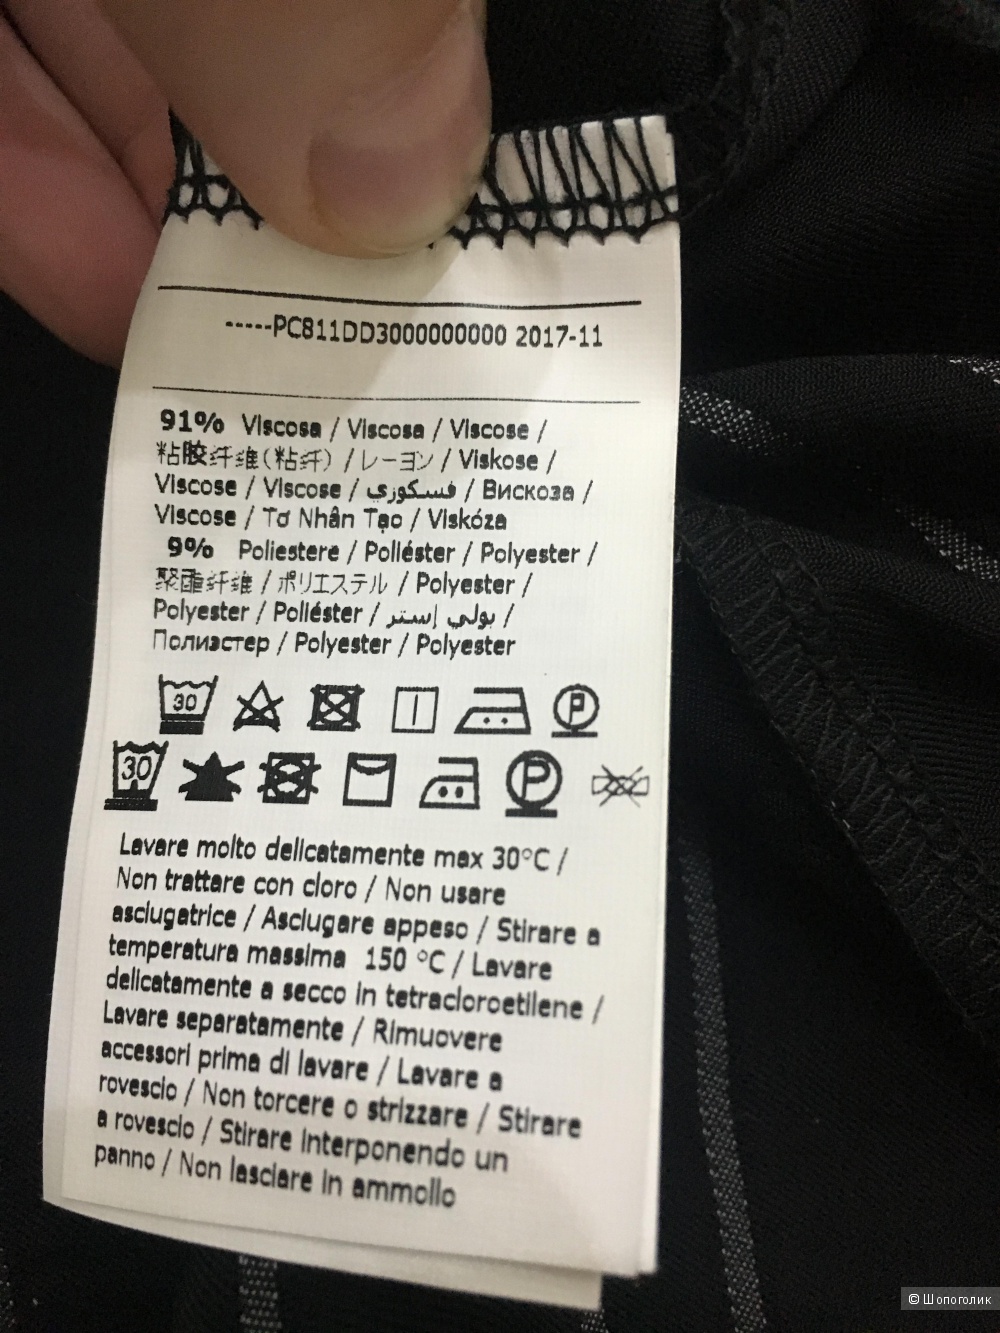 -----PC811DD3000000000 2017-11
91% Viscosa / Viscosa / Viscose /
粘胶纤维(粘纤) / レーヨン / Viskose /
Viscose / Viscose / فسكوزي / Вискоза /
Viscose / Tơ Nhân Tạo / Viskóza
9% Poliestere / Poliéster / Polyester /
聚酯纤维 / ポリエステル / Polyester /
Polyester / Poliéster / بولي إستر /
Полиэстер / Polyester / Polyester
30 P
30 P
Lavare molto delicatamente max 30°C /
Non trattare con cloro / Non usare
asciugatrice / Asciugare appeso / Stirare a
temperatura massima 150 °C / Lavare
delicatamente a secco in tetracloroetilene /
Lavare separatamente / Rimuovere
accessori prima di lavare / Lavare a
rovescio / Non torcere o strizzare / Stirare
a rovescio / Stirare interponendo un
panno / Non lasciare in ammollo
© Шопоголик